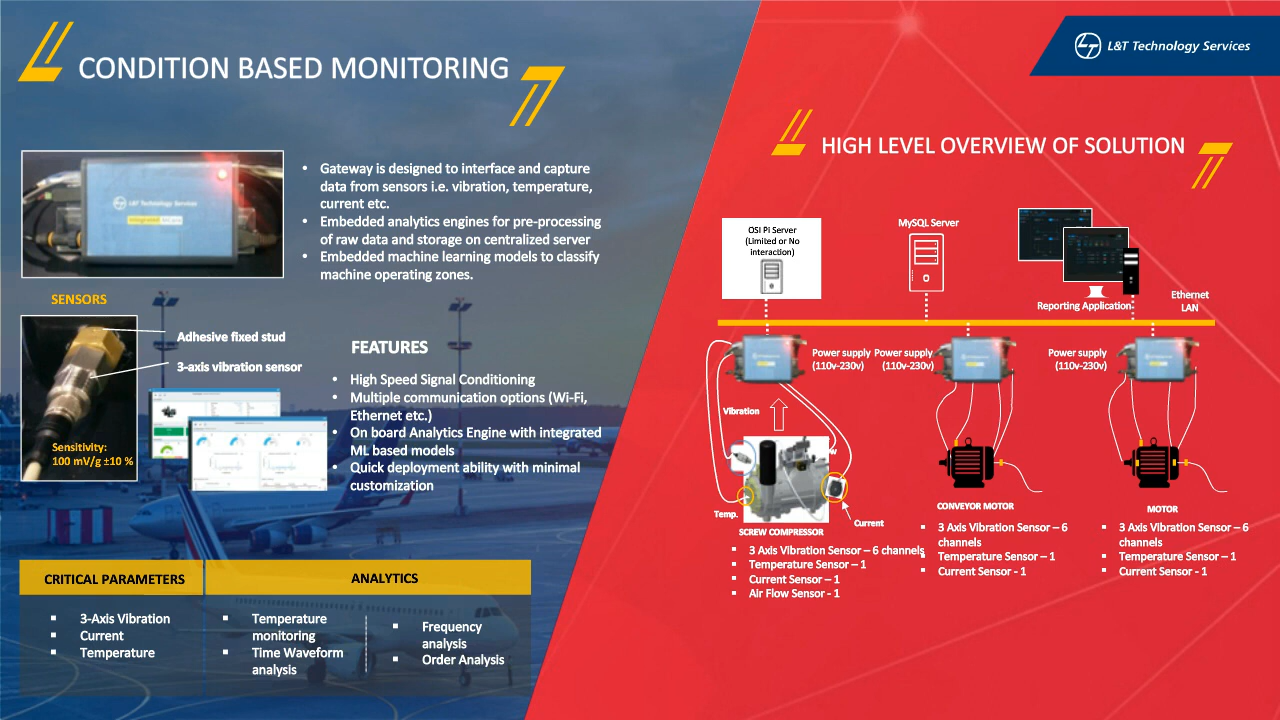 CONDITION BASED MONITORING
L&T Technology Services
• Gateway is designed to interface and capture
data from sensors i.e. vibration, temperature,
current etc.
• Embedded analytics engines for pre-processing
of raw data and storage on centralized server
• Embedded machine learning models to classify
machine operating zones.
SENSORS
Adhesive fixed stud
3-axis vibration sensor
Sensitivity:
100 mV/g ±10 %
FEATURES
• High Speed Signal Conditioning
• Multiple communication options (Wi-Fi,
Ethernet etc.)
• On board Analytics Engine with integrated
ML based models
• Quick deployment ability with minimal
customization
CRITICAL PARAMETERS
▪ 3-Axis Vibration
▪ Current
▪ Temperature
ANALYTICS
▪ Temperature
monitoring
▪ Time Waveform
analysis
▪ Frequency
analysis
▪ Order Analysis
L&T Technology Services
HIGH LEVEL OVERVIEW OF SOLUTION
OSI Pi Server
(Limited or No
interaction)
MySQL Server
Reporting Application
Ethernet
LAN
Power supply
(110v-230v)
Power supply
(110v-230v)
Power supply
(110v-230v)
Vibration
Temp.
Current
SCREW COMPRESSOR
▪ 3 Axis Vibration Sensor – 6 channels
▪ Temperature Sensor – 1
▪ Current Sensor – 1
▪ Air Flow Sensor - 1
CONVEYOR MOTOR
▪ 3 Axis Vibration Sensor – 6
channels
▪ Temperature Sensor – 1
▪ Current Sensor - 1
MOTOR
▪ 3 Axis Vibration Sensor – 6
channels
▪ Temperature Sensor – 1
▪ Current Sensor - 1